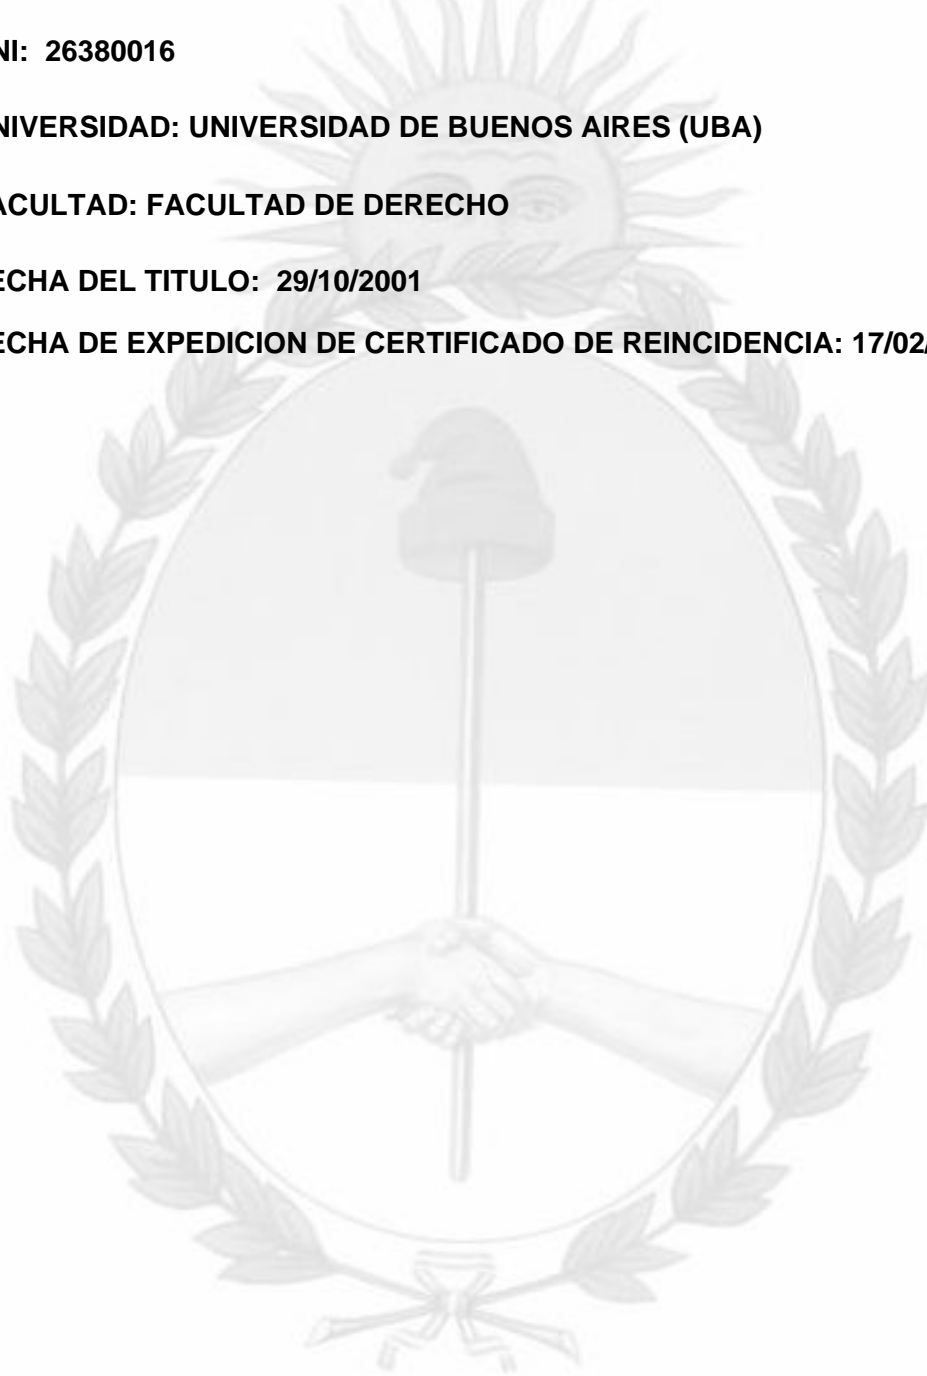 NI: 26380016
NIVERSIDAD: UNIVERSIDAD DE BUENOS AIRES (UBA)
ACULTAD: FACULTAD DE DERECHO
ECHA DEL TITULO: 29/10/2001
ECHA DE EXPEDICION DE CERTIFICADO DE REINCIDENCIA: 17/02/